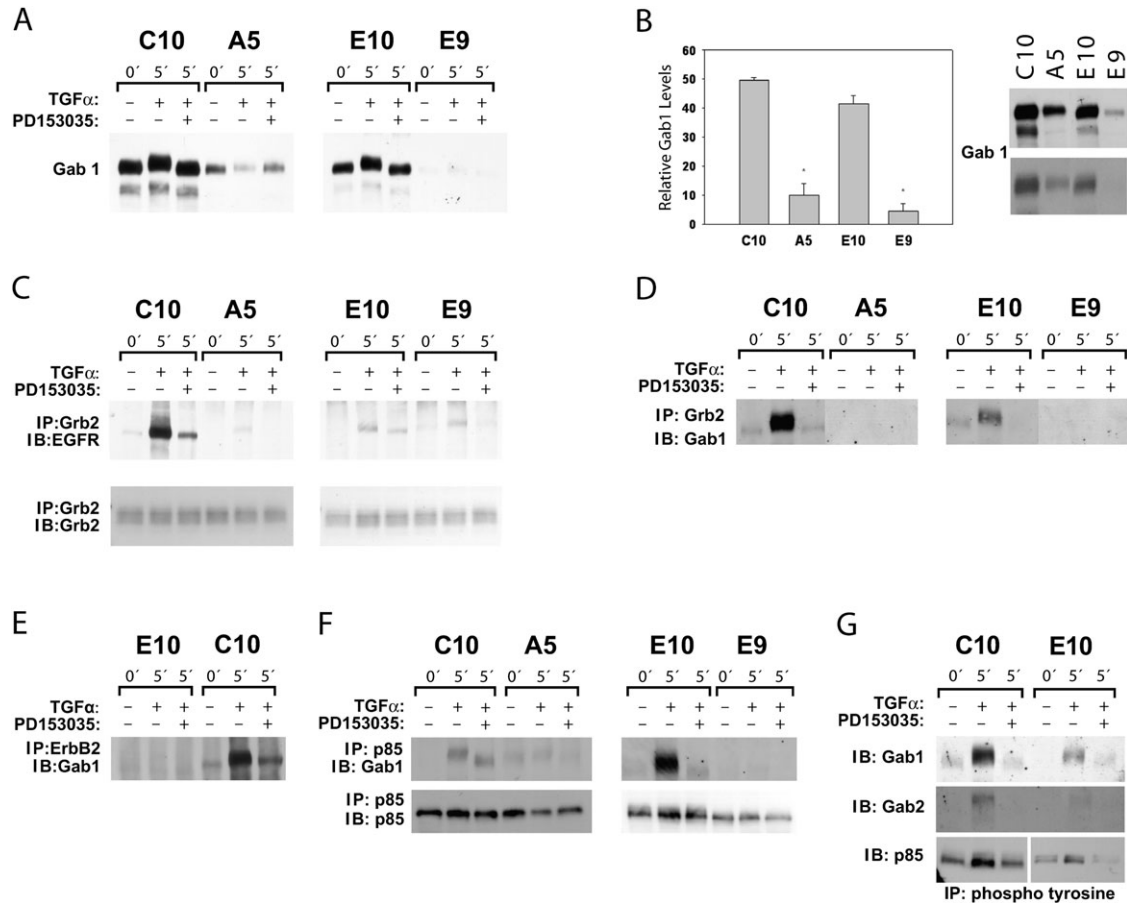 A
C10 A5 E10 E9
0´ 5´ 5´ 0´ 5´ 5´ 0´ 5´ 5´ 0´ 5´ 5´
TGFα: – + + – + + – + + – + +
PD153035: – – + – – + – – + – – +
Gab 1
B
Relative Gab1 Levels
60
50
40
30
20
10
0
* *
C10 A5 E10 E9
C10 A5 E10 E9
Gab 1
C
C10 A5 E10 E9
0´ 5´ 5´ 0´ 5´ 5´ 0´ 5´ 5´ 0´ 5´ 5´
TGFα: – + + – + + – + + – + +
PD153035: – – + – – + – – + – – +
IP:Grb2
IB:EGFR
IP:Grb2
IB:Grb2
D
C10 A5 E10 E9
0´ 5´ 5´ 0´ 5´ 5´ 0´ 5´ 5´ 0´ 5´ 5´
TGFα: – + + – + + – + + – + +
PD153035: – – + – – + – – + – – +
IP: Grb2
IB: Gab1
E
E10 C10
0´ 5´ 5´ 0´ 5´ 5´
TGFα: – + + – + +
PD153035: – – + – – +
IP:ErbB2
IB:Gab1
F
C10 A5 E10 E9
0´ 5´ 5´ 0´ 5´ 5´ 0´ 5´ 5´ 0´ 5´ 5´
TGFα: – + + – + + – + + – + +
PD153035: – – + – – + – – + – – +
IP: p85
IB: Gab1
IP: p85
IB: p85
G
C10 E10
0´ 5´ 5´ 0´ 5´ 5´
TGFα: – + + – + +
PD153035: – – + – – +
IB: Gab1
IB: Gab2
IB: p85
IP: phospho tyrosine